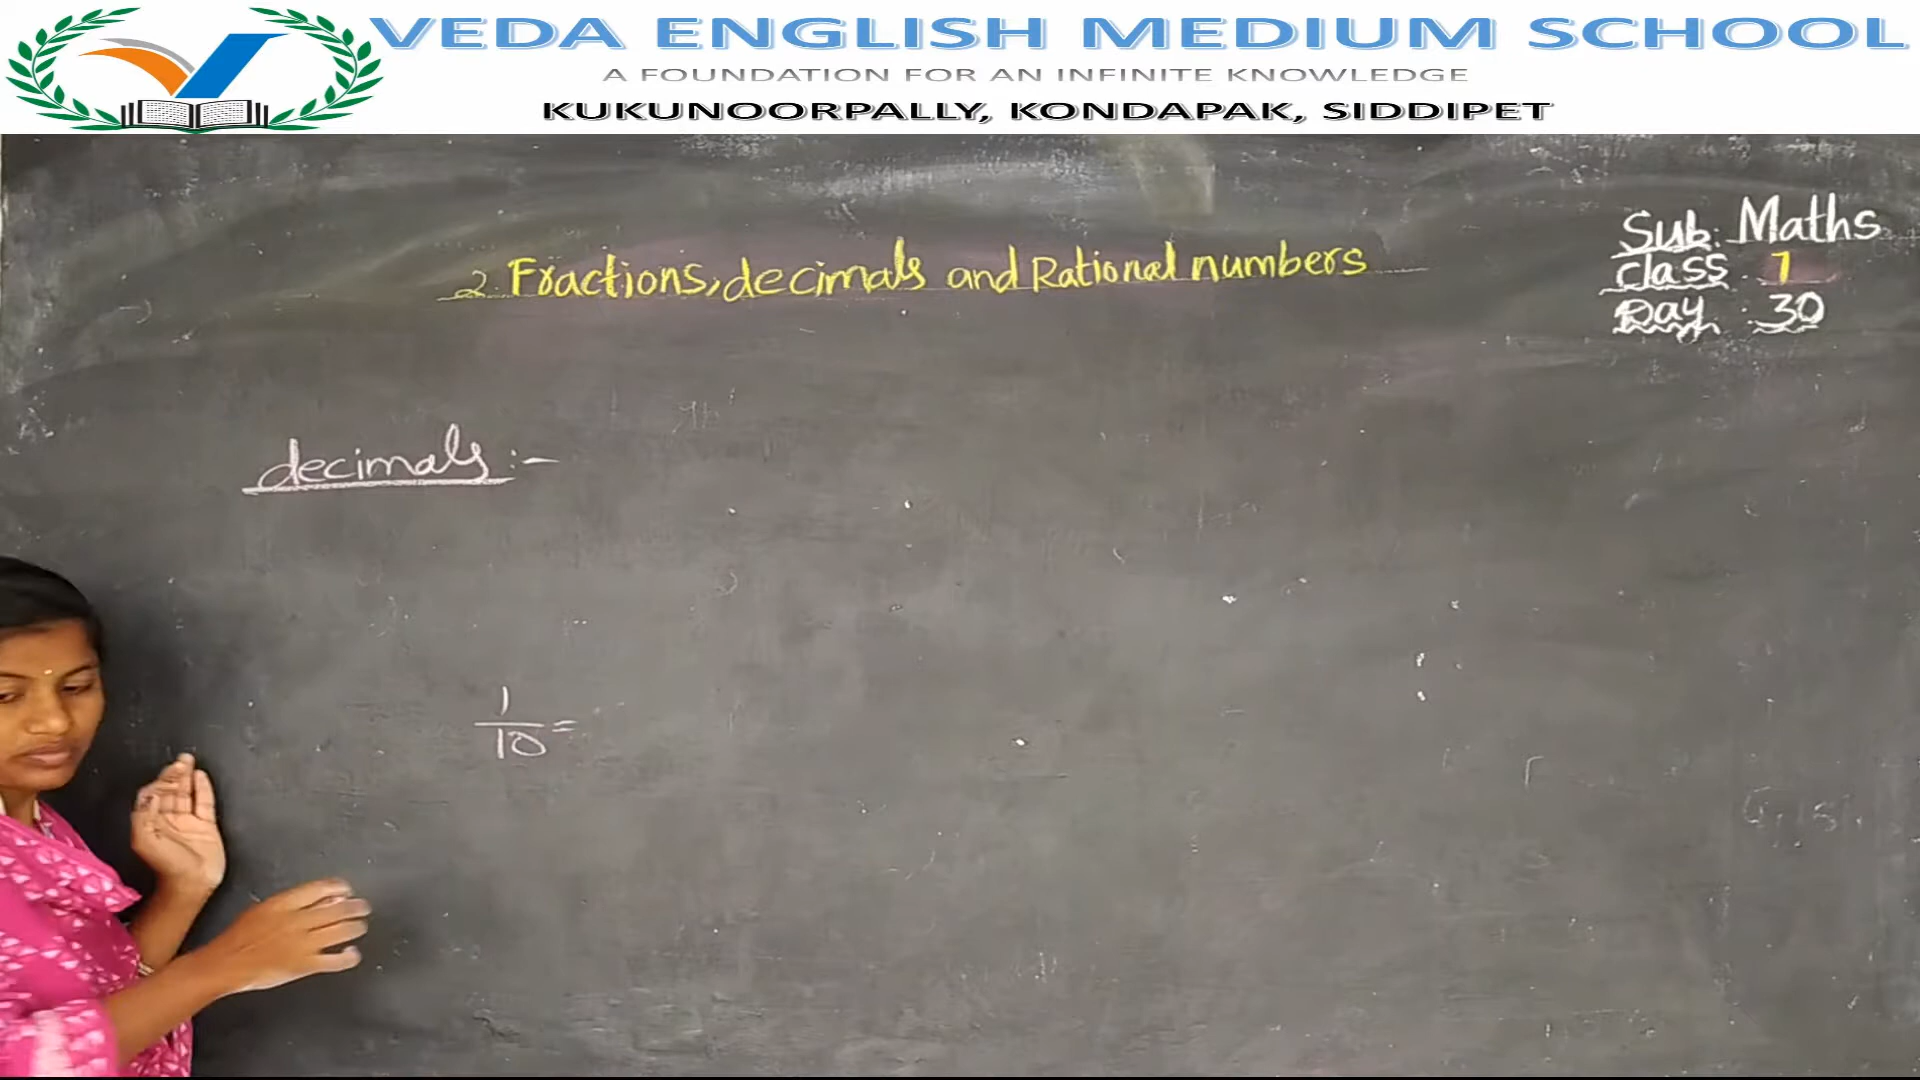 VEDA ENGLISH MEDIUM SCHOOL
A FOUNDATION FOR AN INFINITE KNOWLEDGE
KUKUNOORPALLY, KONDAPAK, SIDDIPET
Sub: Maths
class : 7
Day : 30
2. Fractions, decimals and Rational numbers
decimals :-
1/10 =